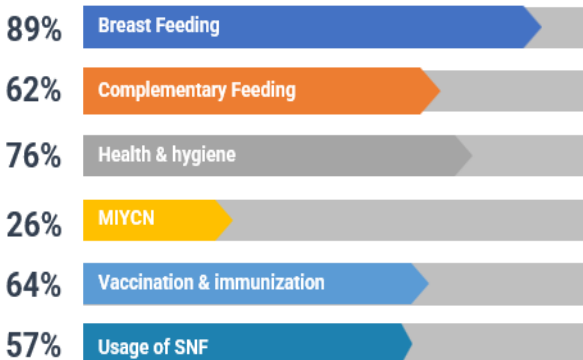 89% Breast Feeding
62% Complementary Feeding
76% Health & hygiene
26% MIYCN
64% Vaccination & immunization
57% Usage of SNF